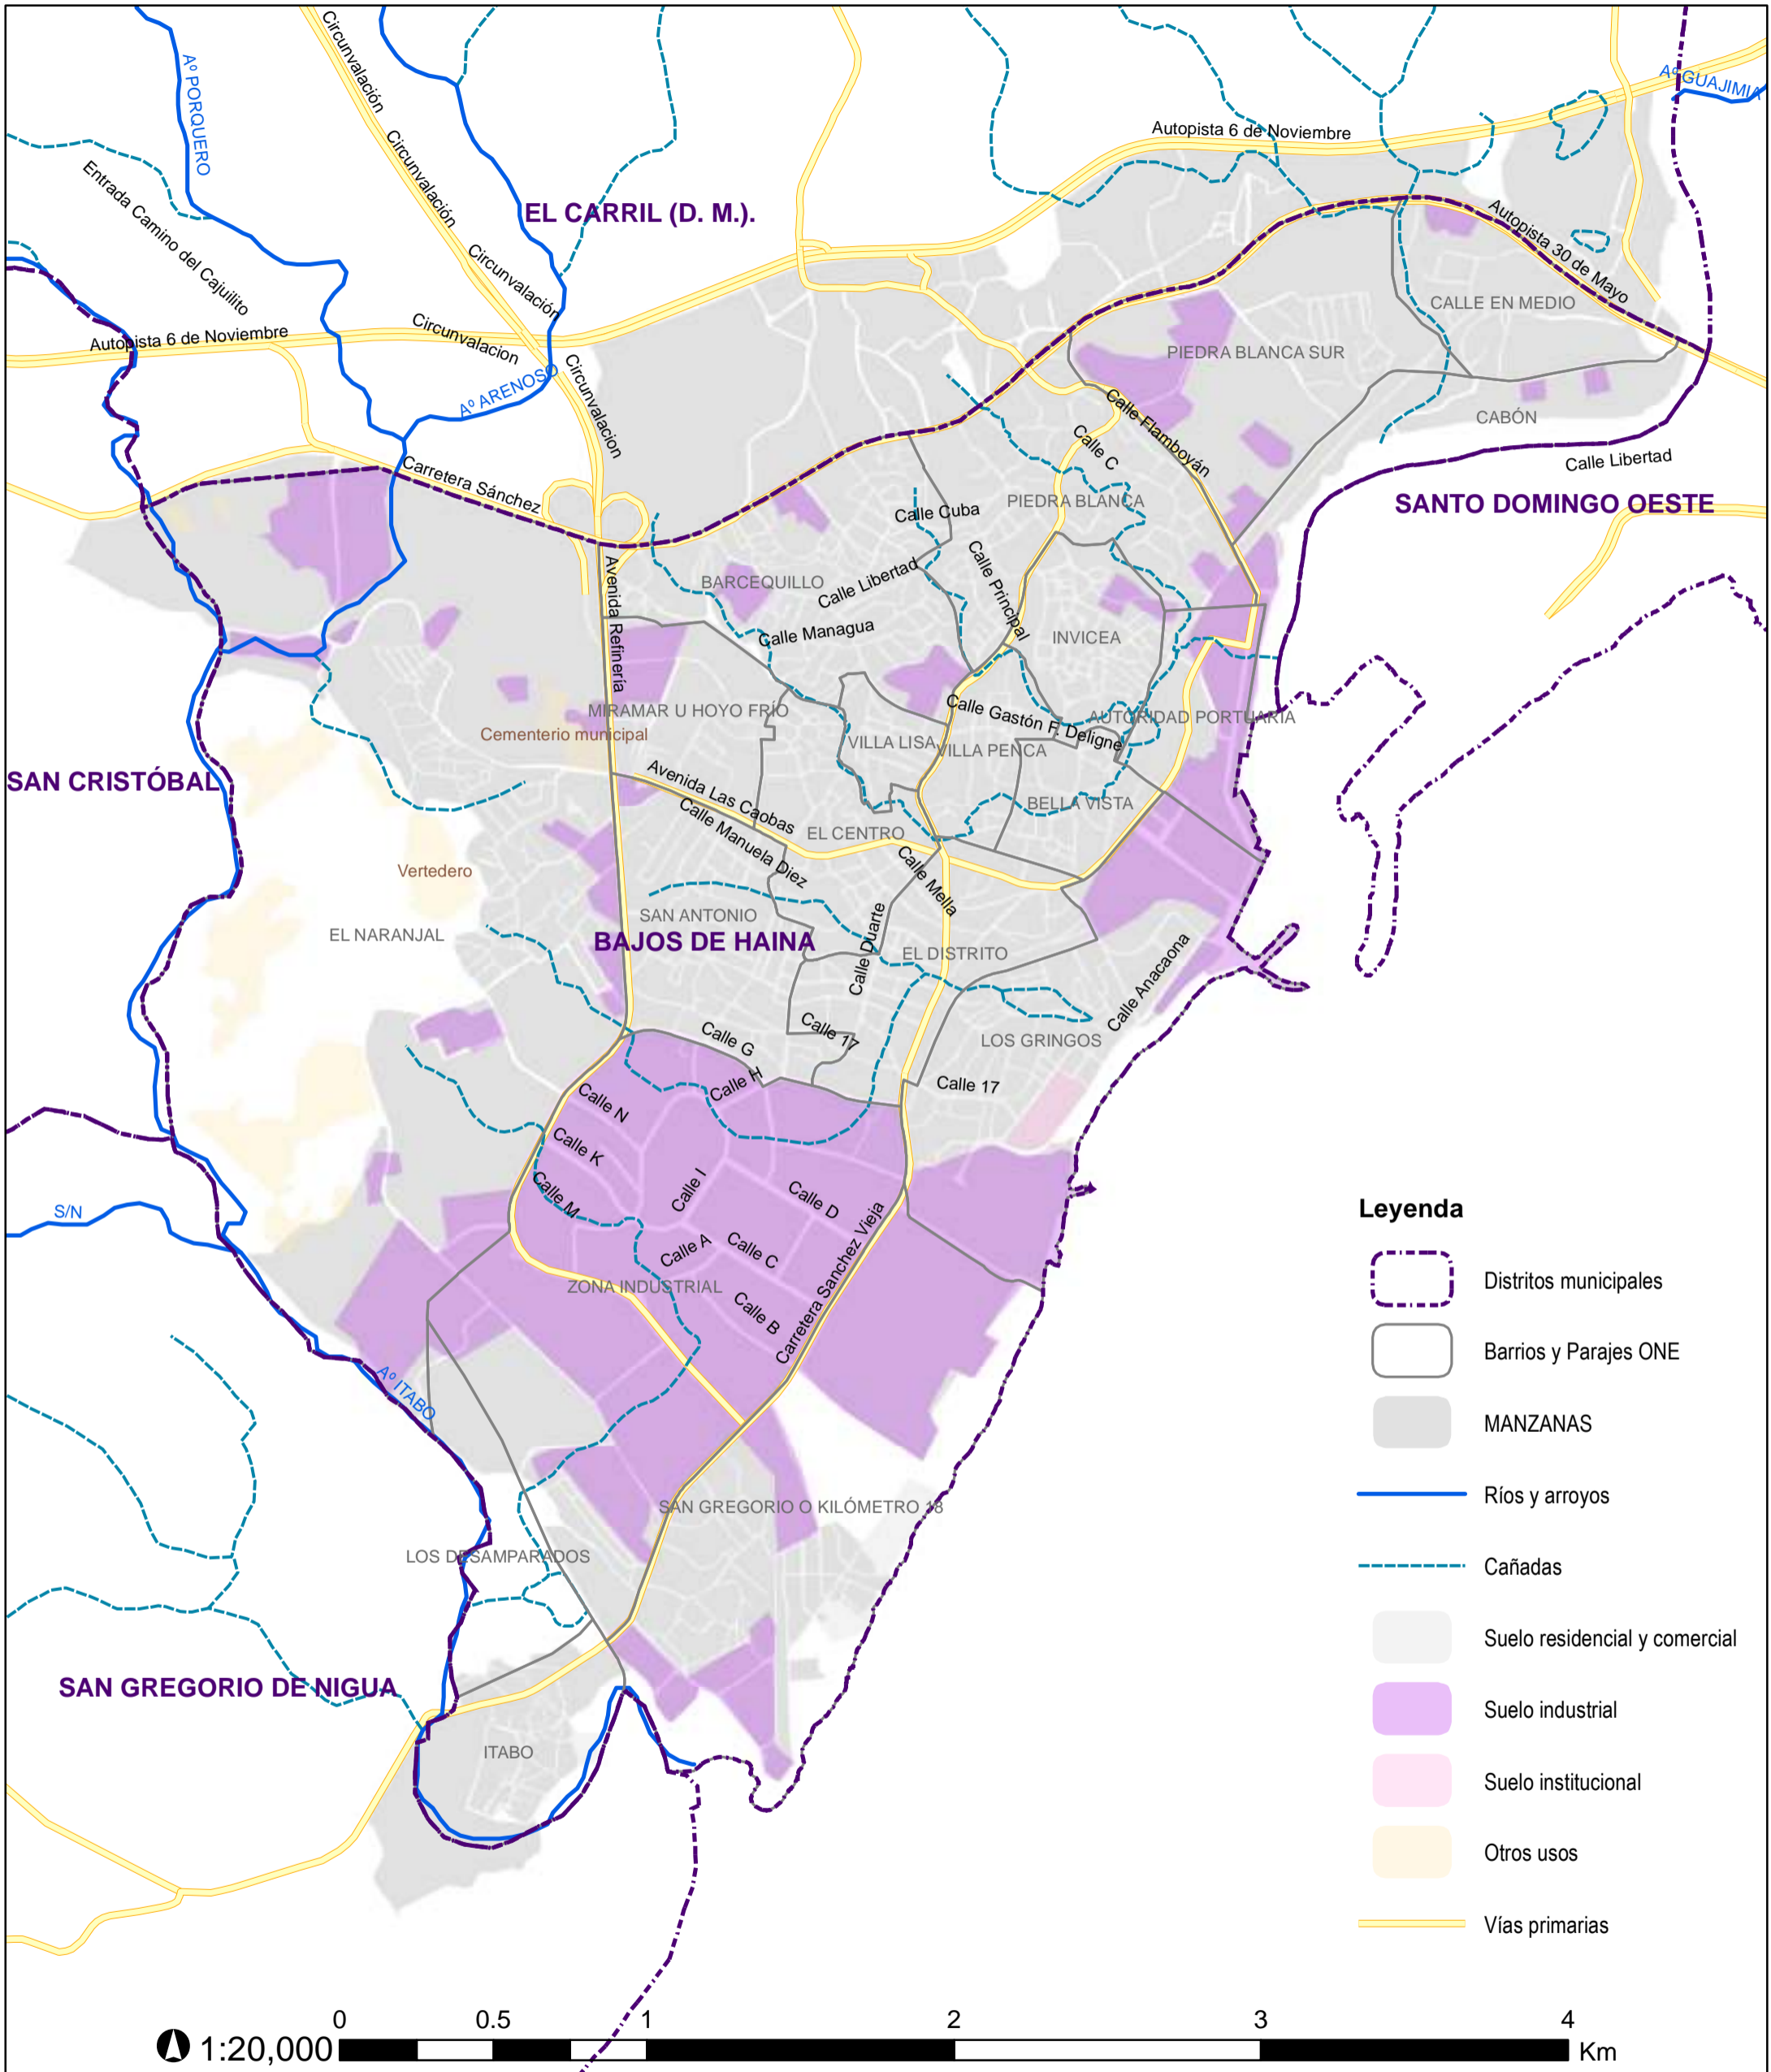 Circunvalación
Aº PORQUERO
Aº GUAJIMIA
Autopista 6 de Noviembre
Circunvalación
Entrada Camino del Cajuilito
EL CARRIL (D. M.).
Autopista 30 de Mayo
Circunvalación
CALLE EN MEDIO
Autopista 6 de Noviembre
Circunvalacion
PIEDRA BLANCA SUR
Aº ARENOSO
Circunvalacion
Calle Flamboyán
CABÓN
Calle C
Calle Libertad
Carretera Sánchez
PIEDRA BLANCA
SANTO DOMINGO OESTE
Calle Cuba
BARCEQUILLO
Calle Libertad
Calle Principal
Avenida Refinería
Calle Managua
INVICEA
MIRAMAR U HOYO FRÍO
Calle Gastón F. Deligne
AUTORIDAD PORTUARIA
Cementerio municipal
VILLA LISA
VILLA PENCA
SAN CRISTÓBAL
Avenida Las Caobas
BELLA VISTA
Calle Manuela Diez
EL CENTRO
Vertedero
Calle Mella
SAN ANTONIO
EL NARANJAL
BAJOS DE HAINA
Calle Duarte
EL DISTRITO
Calle Anacaona
Calle G
Calle 17
LOS GRINGOS
Calle H
Calle 17
Calle N
Calle K
Calle M
Calle I
Calle D
S/N
Calle A
Calle C
Carretera Sanchez Vieja
ZONA INDUSTRIAL
Calle B
Aº ITABO
SAN GREGORIO O KILÓMETRO 18
LOS DESAMPARADOS
SAN GREGORIO DE NIGUA
ITABO
Leyenda
Distritos municipales
Barrios y Parajes ONE
MANZANAS
Ríos y arroyos
Cañadas
Suelo residencial y comercial
Suelo industrial
Suelo institucional
Otros usos
Vías primarias
0 0.5 1 2 3 4
1:20,000 Km